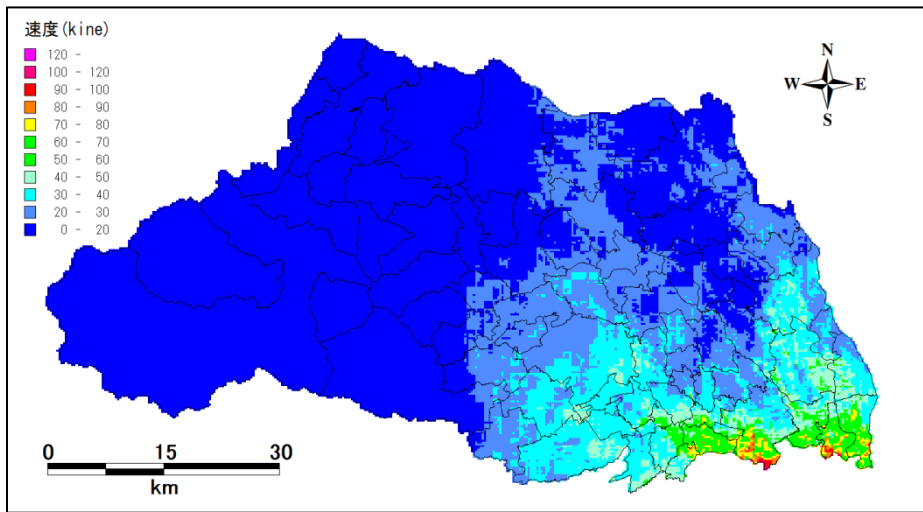 速度(kine)
120 -
100 - 120
90 - 100
80 - 90
70 - 80
60 - 70
50 - 60
40 - 50
30 - 40
20 - 30
0 - 20
N
W E
S
0 15 30
km